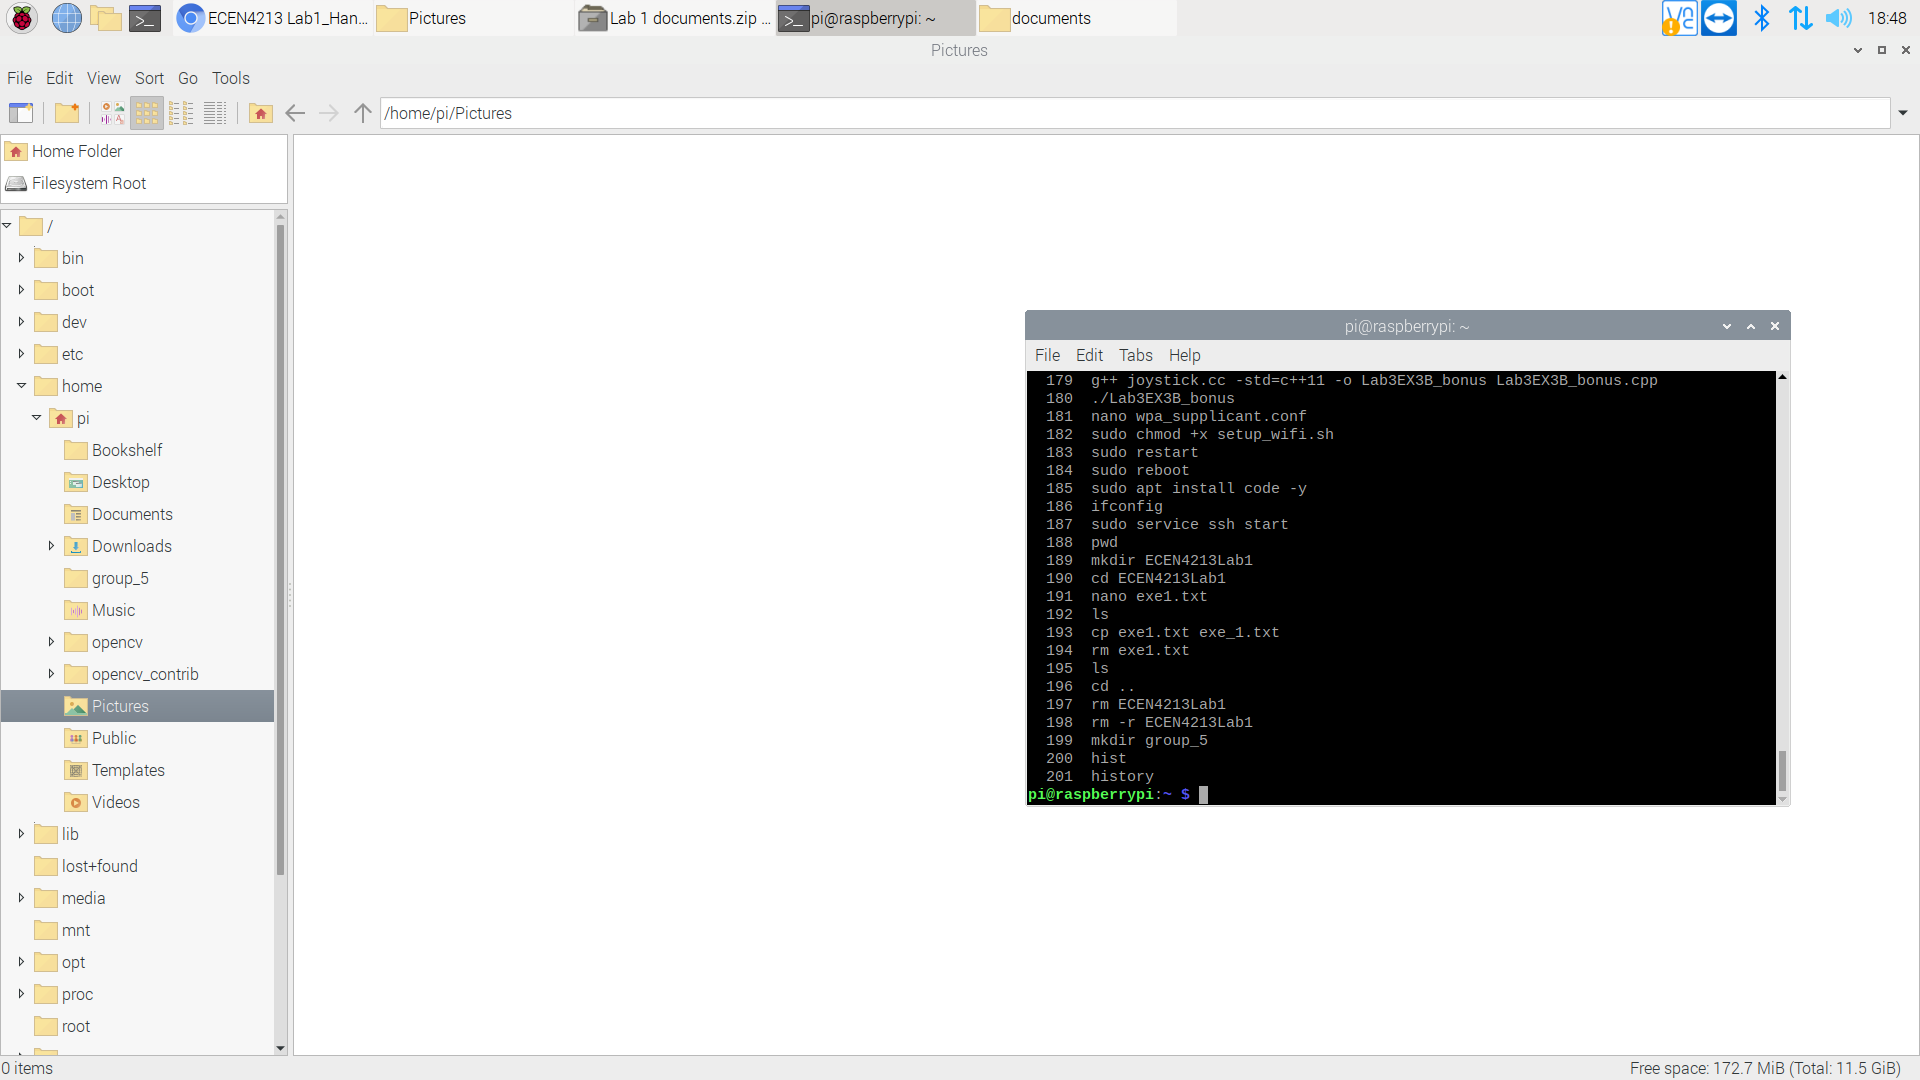 ECEN4213 Lab1_Han...
Pictures
Lab 1 documents.zip ...
pi@raspberrypi: ~
documents
18:48
Pictures
File Edit View Sort Go Tools
/home/pi/Pictures
Home Folder
Filesystem Root
/
bin
boot
dev
etc
home
pi
Bookshelf
Desktop
Documents
Downloads
group_5
Music
opencv
opencv_contrib
Pictures
Public
Templates
Videos
lib
lost+found
media
mnt
opt
proc
root
pi@raspberrypi: ~
File Edit Tabs Help
179 g++ joystick.cc -std=c++11 -o Lab3EX3B_bonus Lab3EX3B_bonus.cpp
180 ./Lab3EX3B_bonus
181 nano wpa_supplicant.conf
182 sudo chmod +x setup_wifi.sh
183 sudo restart
184 sudo reboot
185 sudo apt install code -y
186 ifconfig
187 sudo service ssh start
188 pwd
189 mkdir ECEN4213Lab1
190 cd ECEN4213Lab1
191 nano exe1.txt
192 ls
193 cp exe1.txt exe_1.txt
194 rm exe1.txt
195 ls
196 cd ..
197 rm ECEN4213Lab1
198 rm -r ECEN4213Lab1
199 mkdir group_5
200 hist
201 history
pi@raspberrypi:~ $
0 items
Free space: 172.7 MiB (Total: 11.5 GiB)